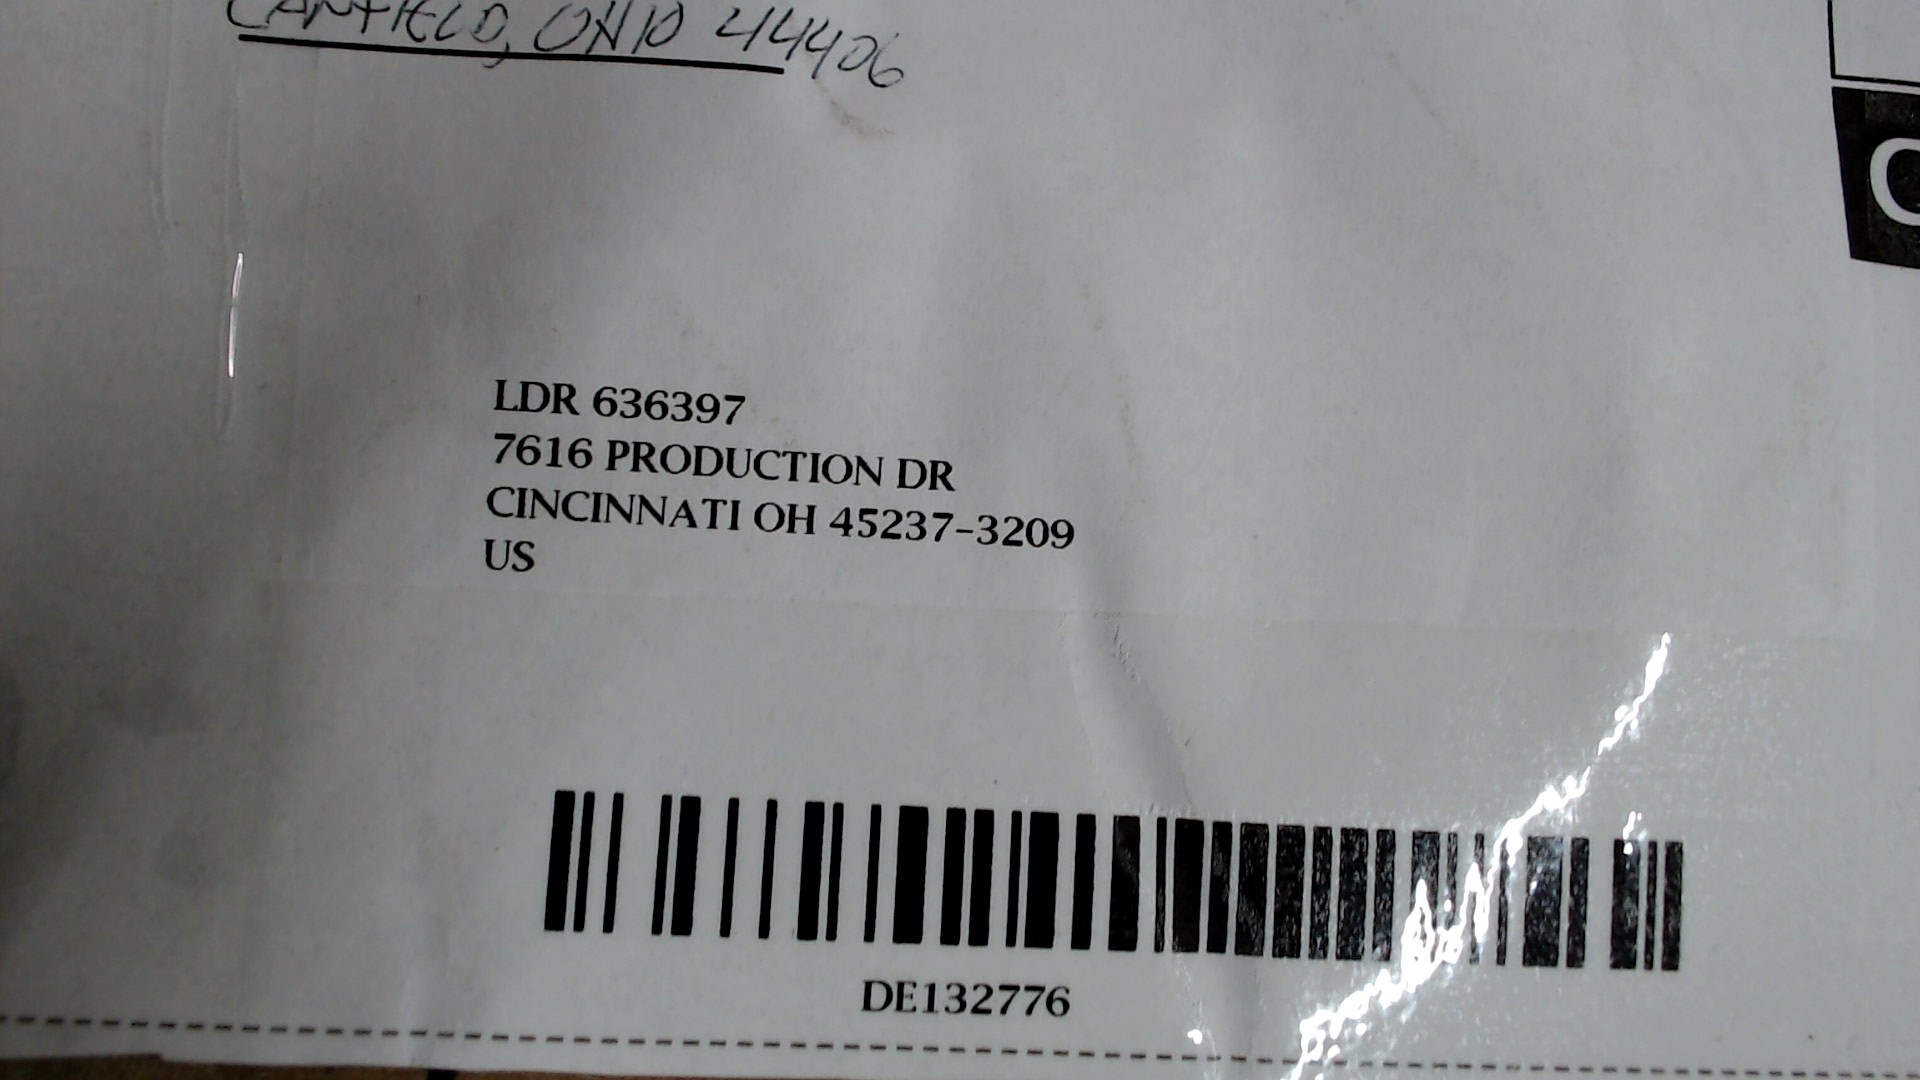 CANFIELD, OHIO 44406
LDR 636397
7616 PRODUCTION DR
CINCINNATI OH 45237-3209
US
DE132776